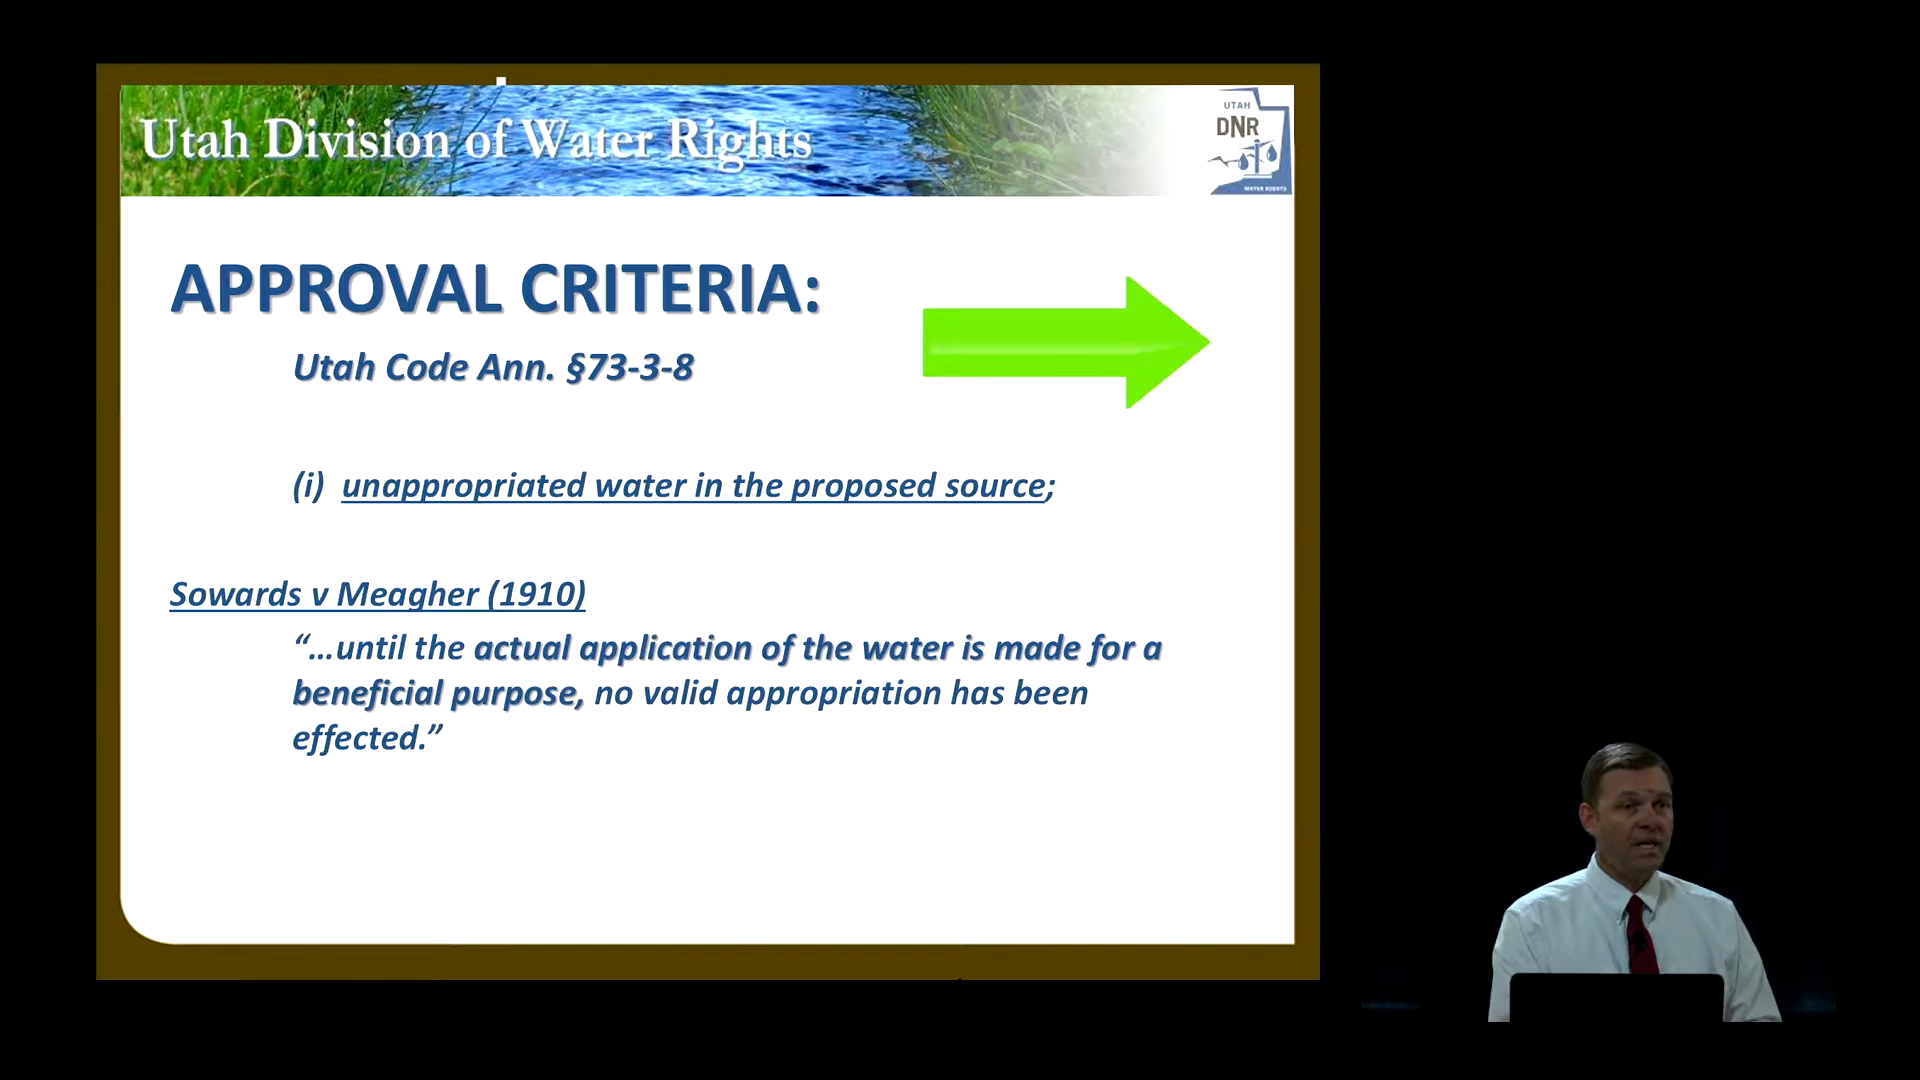 Utah Division of Water Rights
UTAH
DNR
WATER RIGHTS
APPROVAL CRITERIA:
Utah Code Ann. §73-3-8
(i) unappropriated water in the proposed source;
Sowards v Meagher (1910)
“…until the actual application of the water is made for a
beneficial purpose, no valid appropriation has been
effected.”